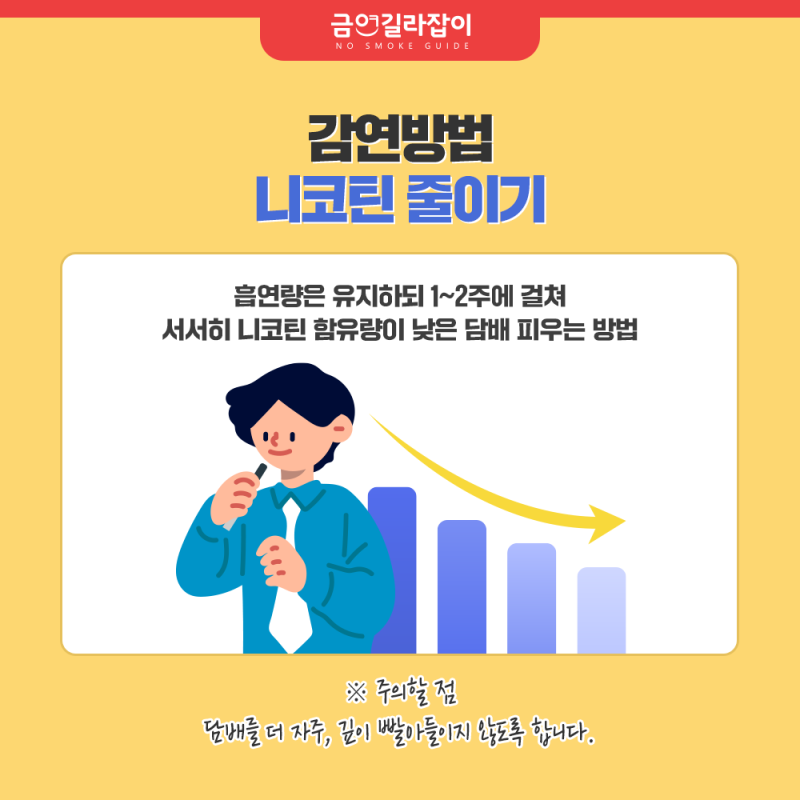 금연길라잡이
NO SMOKE GUIDE
감연방법
니코틴 줄이기
흡연량은 유지하되 1~2주에 걸쳐
서서히 니코틴 함유량이 낮은 담배 피우는 방법
※ 주의할 점
담배를 더 자주, 깊이 빨아들이지 않도록 합니다.